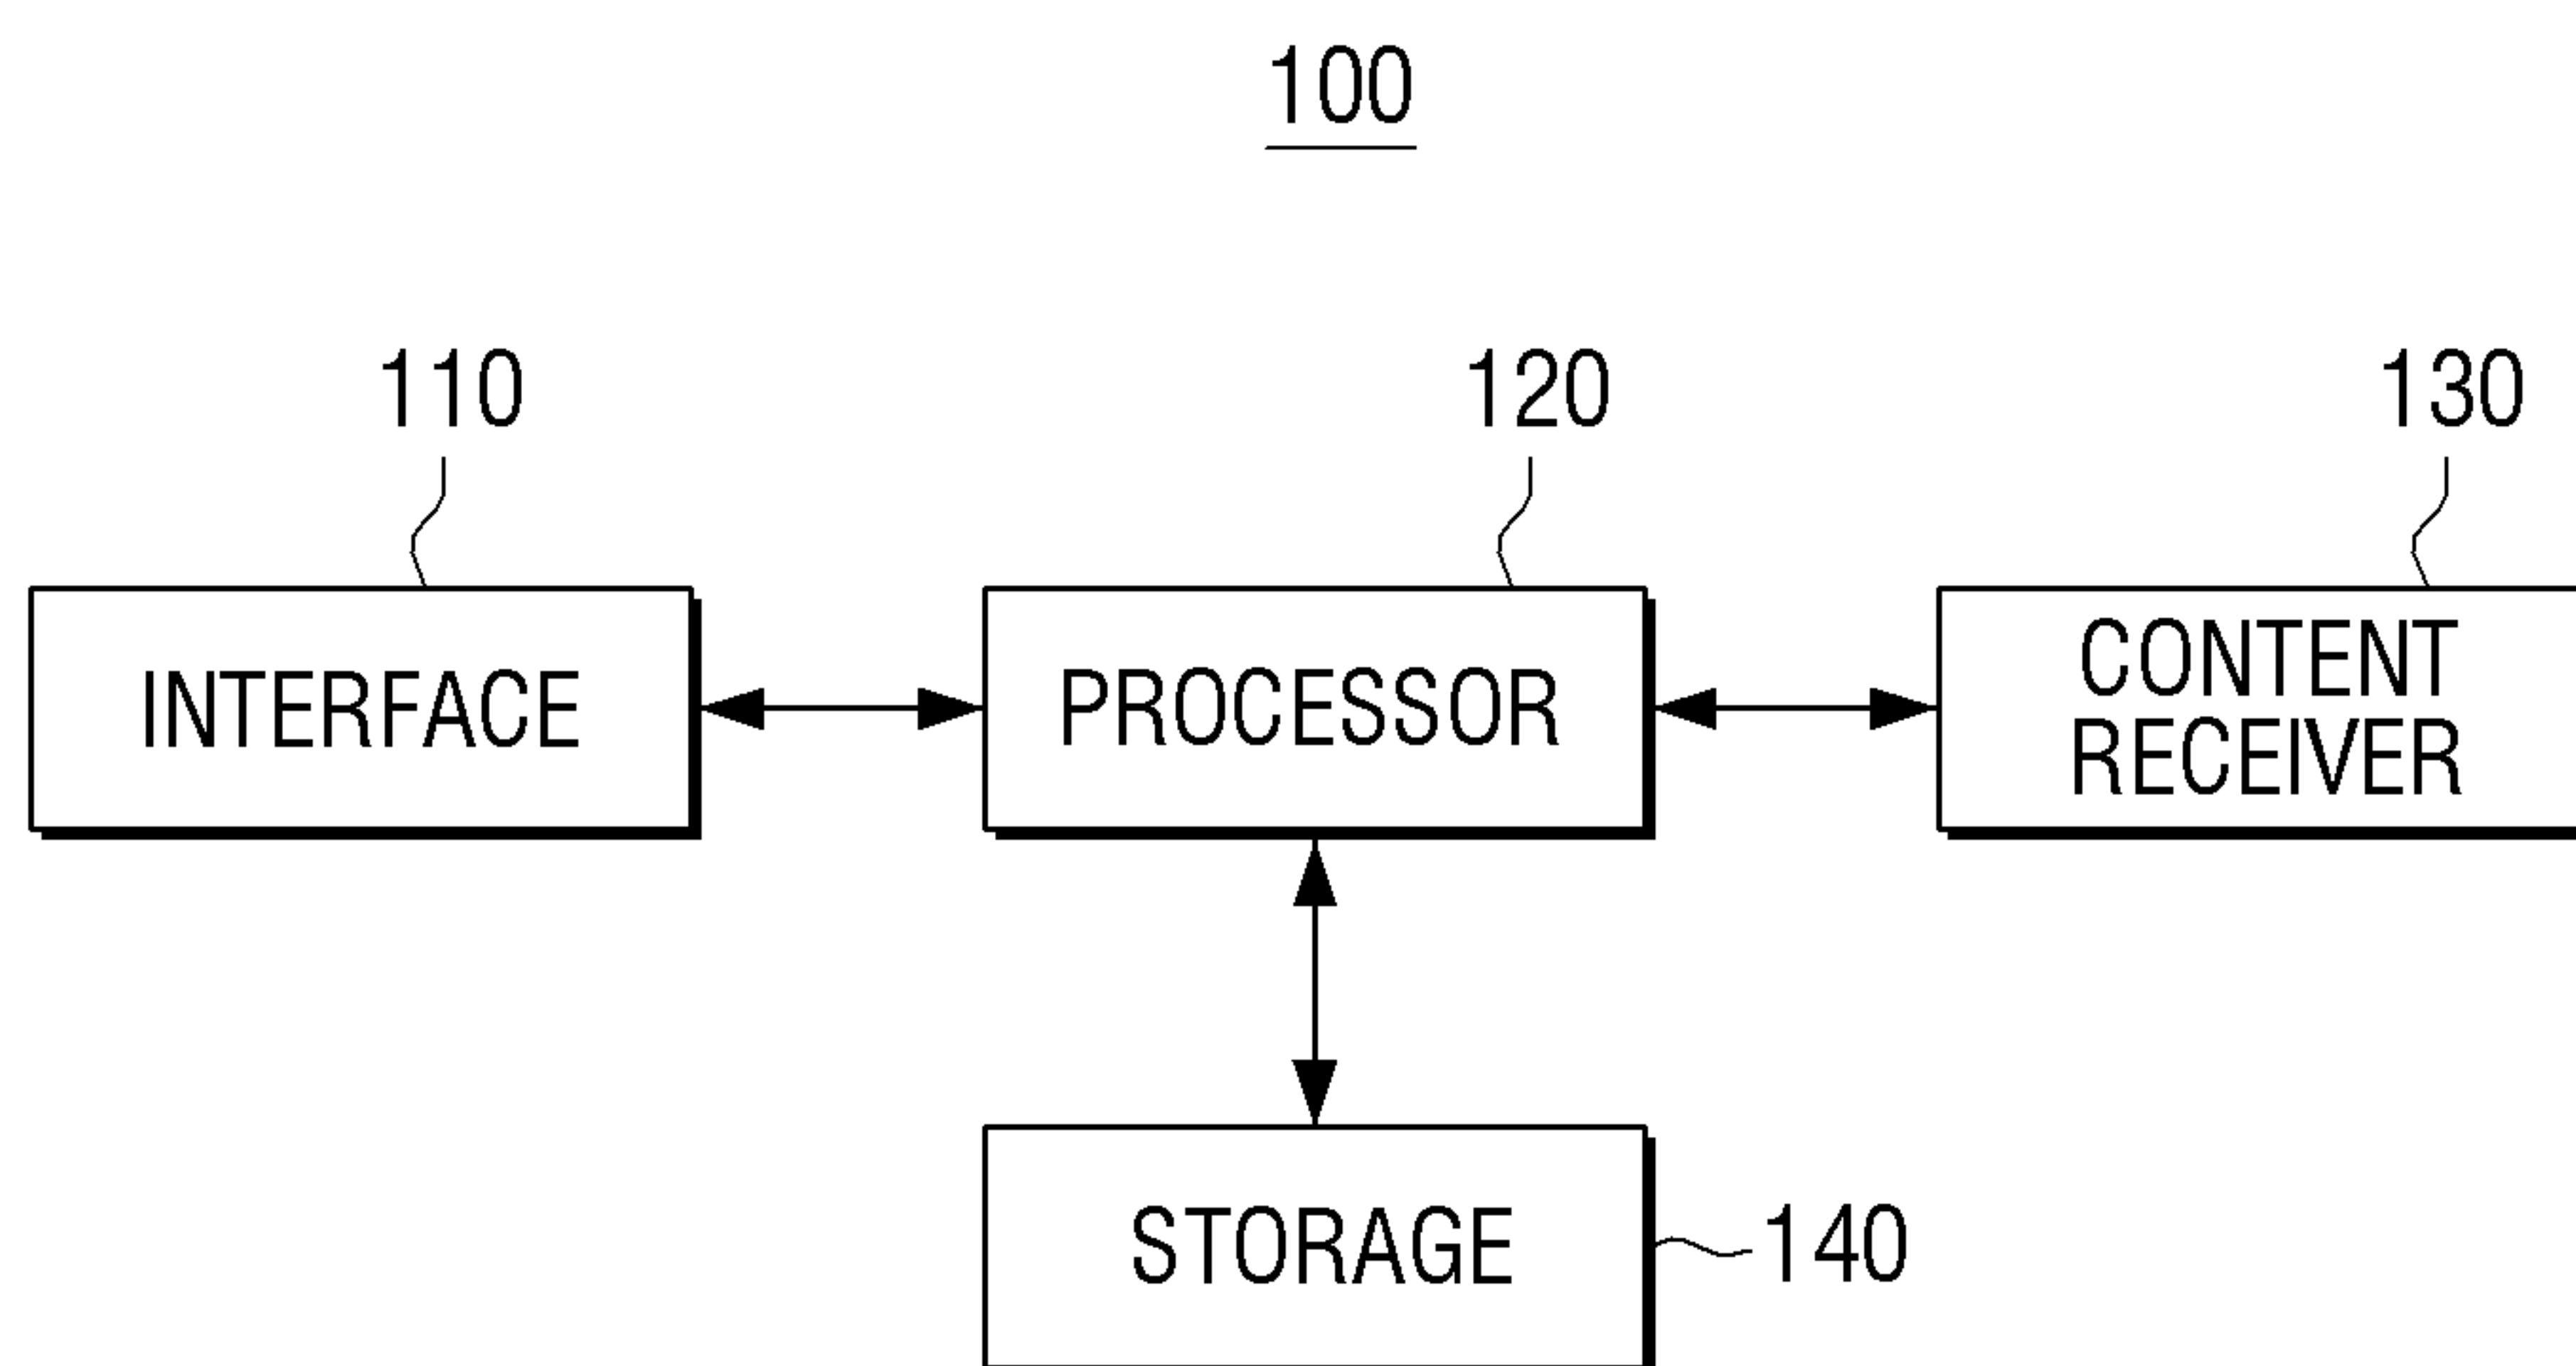 100
110
120
130
INTERFACE
PROCESSOR
CONTENT
RECEIVER
STORAGE
140